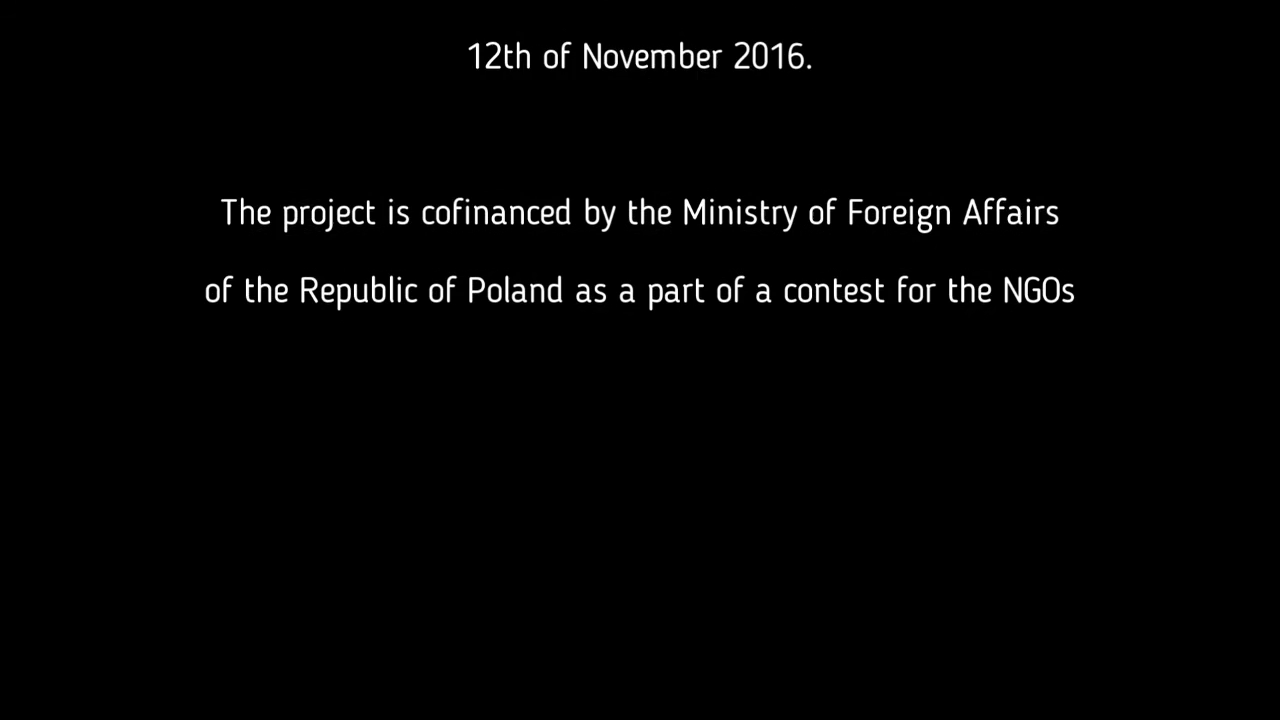 12th of November 2016.
The project is cofinanced by the Ministry of Foreign Affairs
of the Republic of Poland as a part of a contest for the NGOs